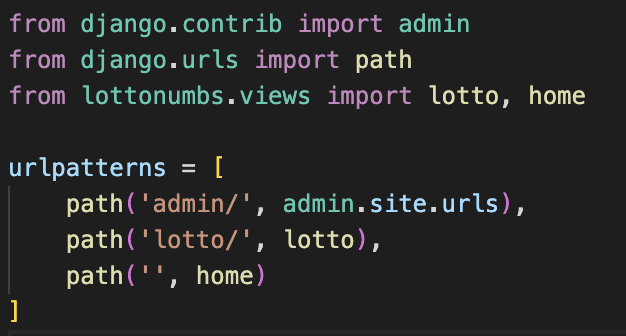 from django.contrib import admin
from django.urls import path
from lottonumbs.views import lotto, home

urlpatterns = [
    path('admin/', admin.site.urls),
    path('lotto/', lotto),
    path('', home)
]